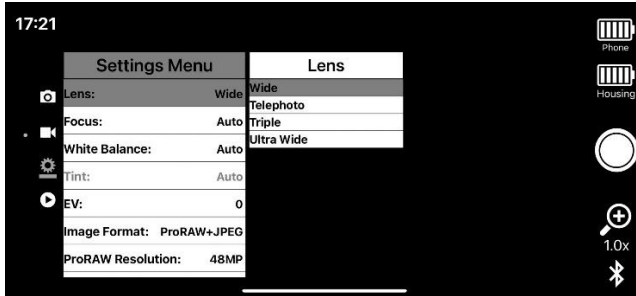 17:21
Settings Menu
Lens: Wide
Focus: Auto
White Balance: Auto
Tint: Auto
EV: 0
Image Format: ProRAW+JPEG
ProRAW Resolution: 48MP
Lens
Wide
Telephoto
Triple
Ultra Wide
Phone
Housing
1.0x